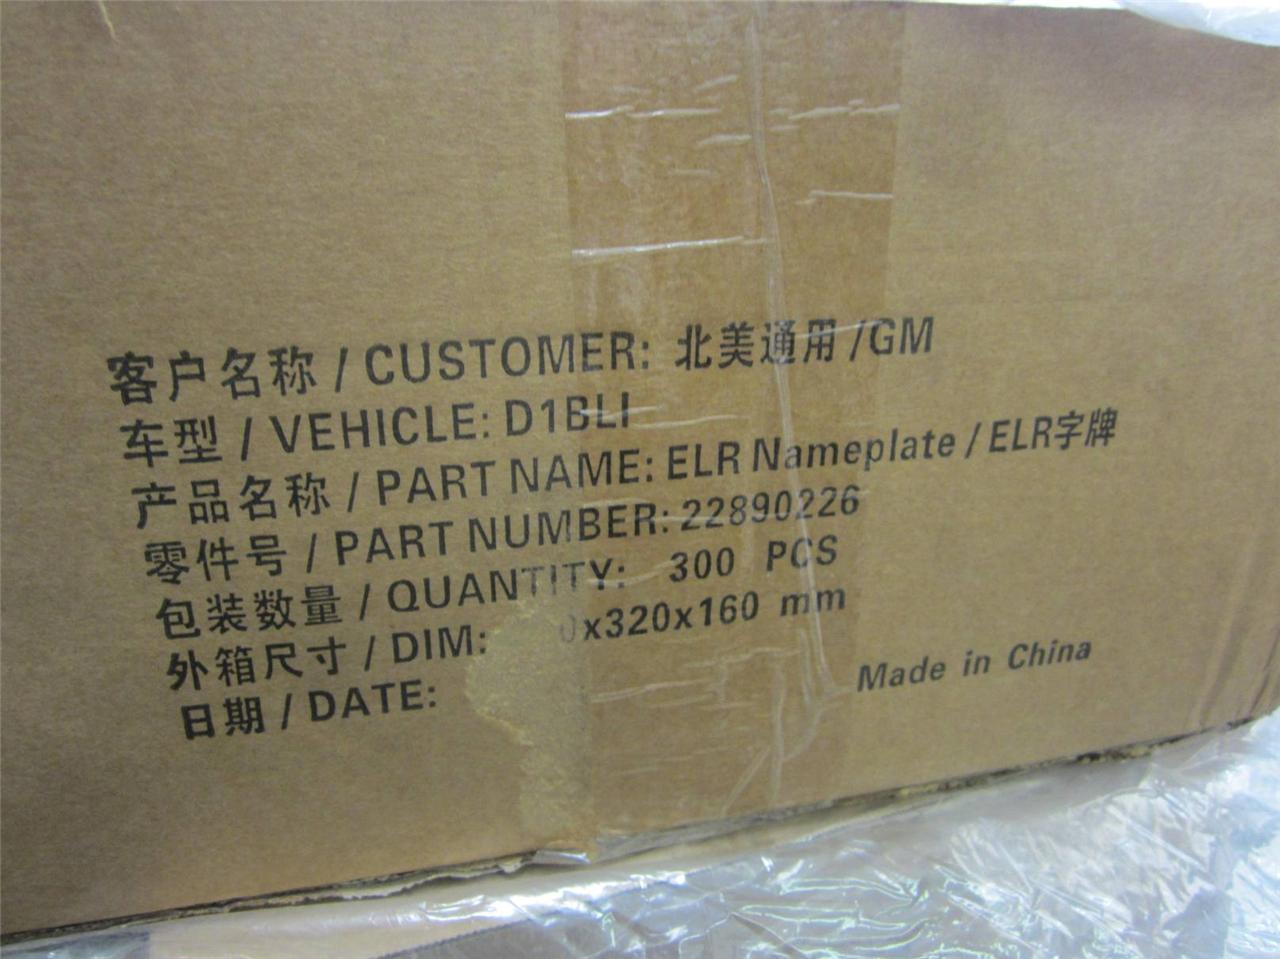 客户名称 / CUSTOMER: 北美通用 /GM
车型 / VEHICLE: D1BLI
产品名称 / PART NAME: ELR Nameplate / ELR字牌
零件号 / PART NUMBER: 22890226
包装数量 / QUANTITY: 300 PCS
外箱尺寸 / DIM: 0x320x160 mm
日期 / DATE:
Made in China